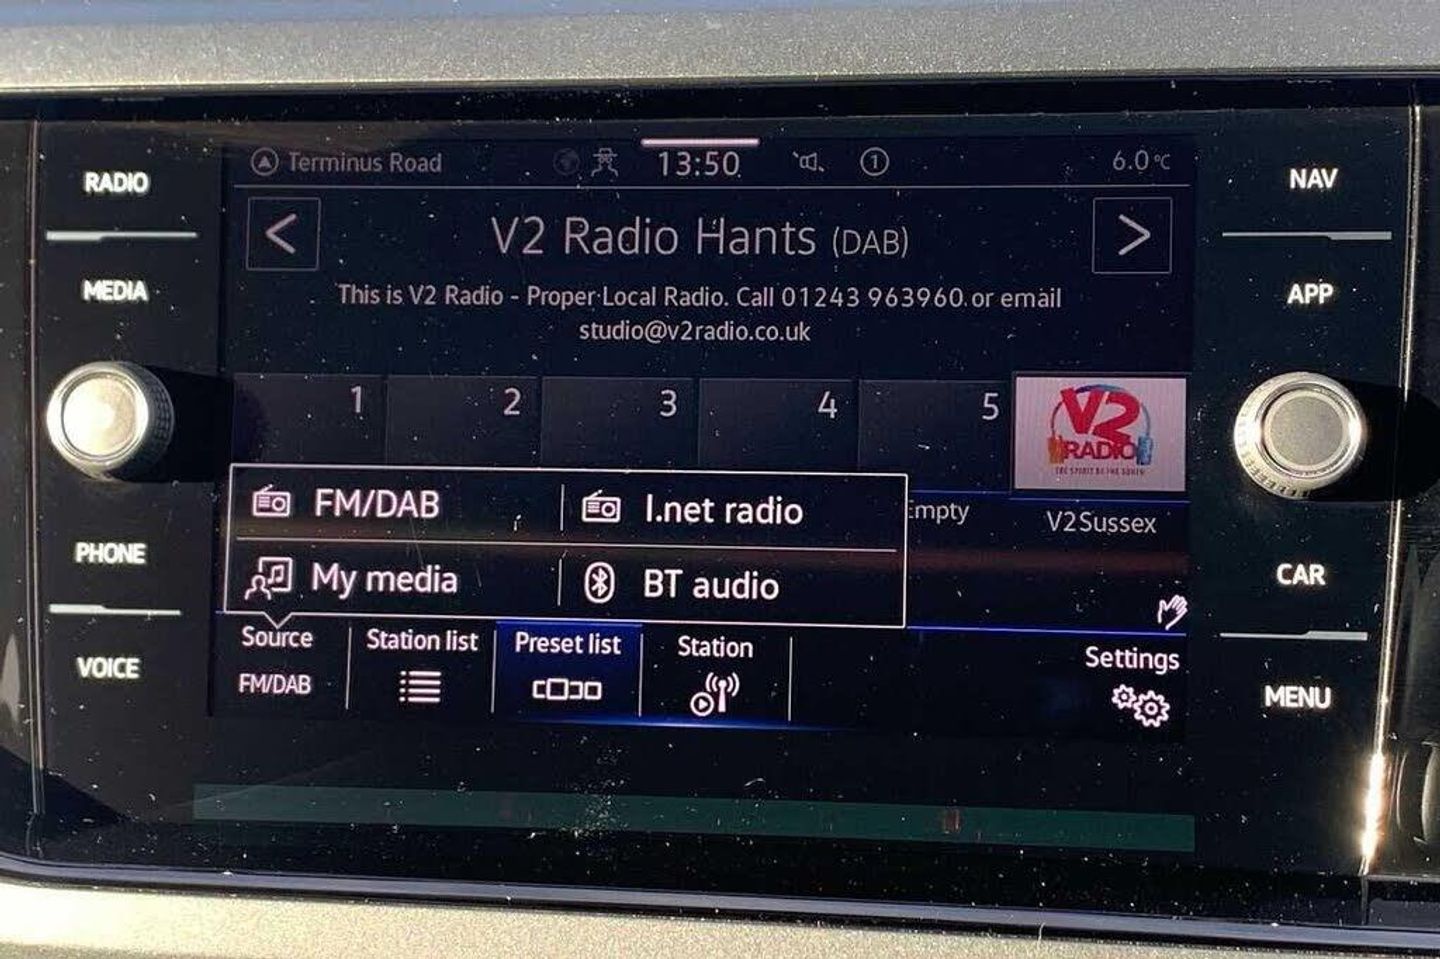 RADIO
MEDIA
PHONE
VOICE
Terminus Road
13:50
1
6.0°C
< V2 Radio Hants (DAB) >
This is V2 Radio - Proper Local Radio. Call 01243 963960 or email
studio@v2radio.co.uk
1 2 3 4 5
V2
RADIO
FM/DAB I.net radio
My media BT audio
V2Sussex
Source Station list Preset list Station Settings
FM/DAB
NAV
APP
CAR
MENU